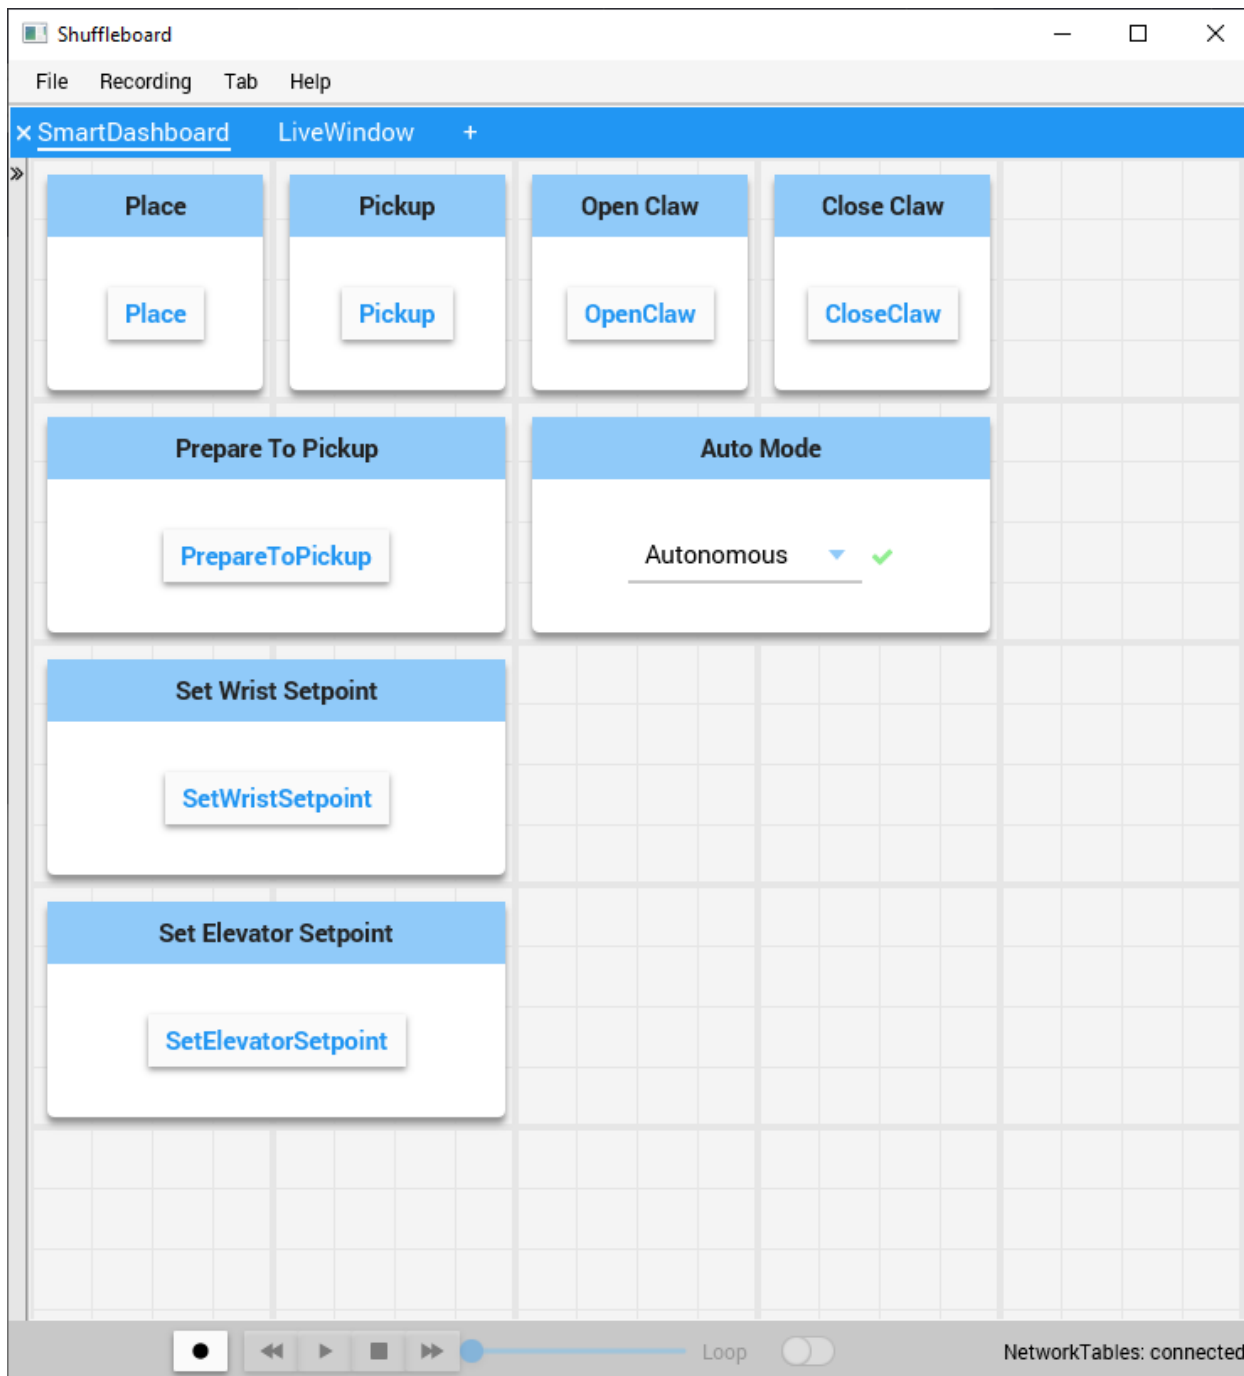 Shuffleboard
File Recording Tab Help
SmartDashboard LiveWindow +
Place Pickup Open Claw Close Claw
Place Pickup OpenClaw CloseClaw
Prepare To Pickup Auto Mode
PrepareToPickup Autonomous
Set Wrist Setpoint
SetWristSetpoint
Set Elevator Setpoint
SetElevatorSetpoint
Loop NetworkTables: connected